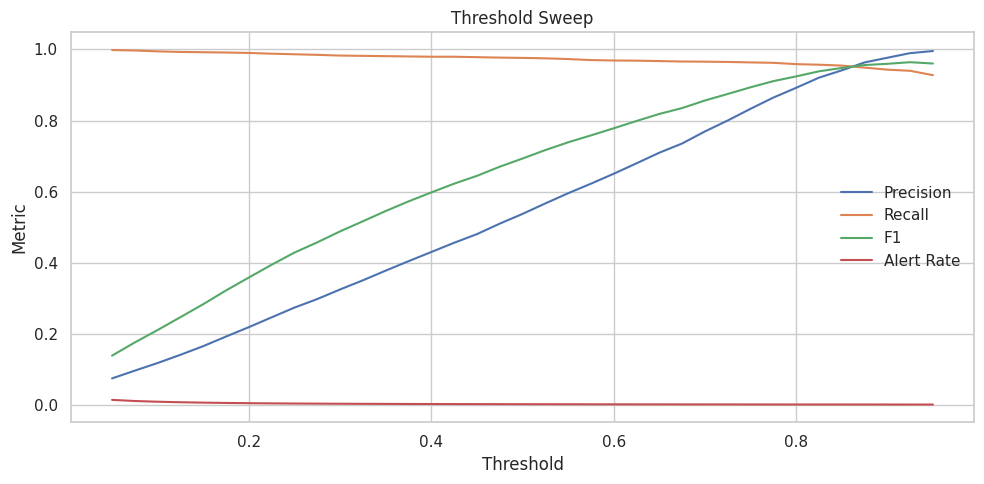 Threshold Sweep
Metric
1.0
0.8
0.6
0.4
0.2
0.0
Precision
Recall
F1
Alert Rate
0.2
0.4
0.6
0.8
Threshold